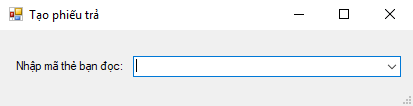 Tạo phiếu trả
Nhập mã thẻ bạn đọc: